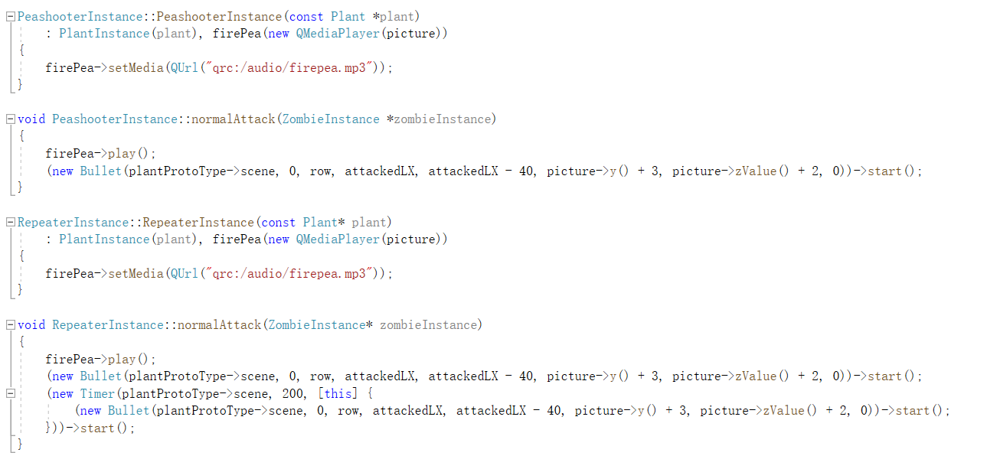 PeashooterInstance::PeashooterInstance(const Plant *plant)
    : PlantInstance(plant), firePea(new QMediaPlayer(picture))
{
    firePea->setMedia(QUrl("qrc:/audio/firepea.mp3"));
}

void PeashooterInstance::normalAttack(ZombieInstance *zombieInstance)
{
    firePea->play();
    (new Bullet(plantProtoType->scene, 0, row, attackedLX, attackedLX - 40, picture->y() + 3, picture->zValue() + 2, 0))->start();
}

RepeaterInstance::RepeaterInstance(const Plant* plant)
    : PlantInstance(plant), firePea(new QMediaPlayer(picture))
{
    firePea->setMedia(QUrl("qrc:/audio/firepea.mp3"));
}

void RepeaterInstance::normalAttack(ZombieInstance* zombieInstance)
{
    firePea->play();
    (new Bullet(plantProtoType->scene, 0, row, attackedLX, attackedLX - 40, picture->y() + 3, picture->zValue() + 2, 0))->start();
    (new Timer(plantProtoType->scene, 200, [this] {
        (new Bullet(plantProtoType->scene, 0, row, attackedLX, attackedLX - 40, picture->y() + 3, picture->zValue() + 2, 0))->start();
    }))->start();
}